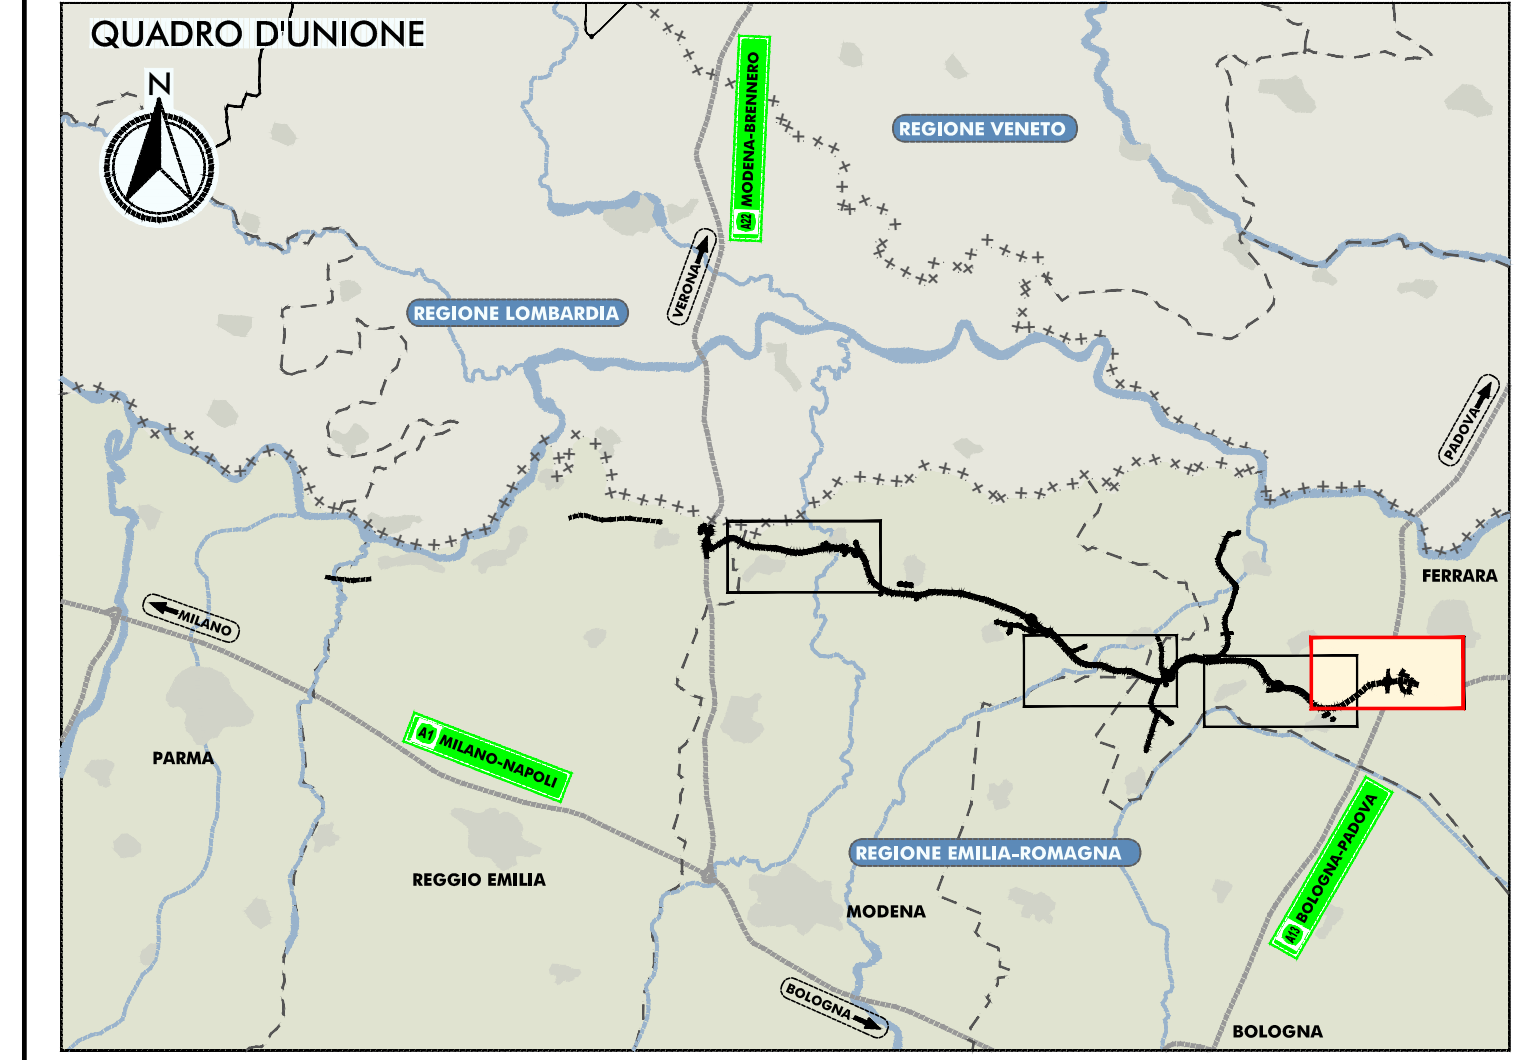 QUADRO D'UNIONE
N
A22 MODENA-BRENNERO
REGIONE VENETO
VERONA
REGIONE LOMBARDIA
PADOVA
FERRARA
MILANO
PARMA
A1 MILANO-NAPOLI
REGIONE EMILIA-ROMAGNA
A13 BOLOGNA-PADOVA
REGGIO EMILIA
MODENA
BOLOGNA
BOLOGNA